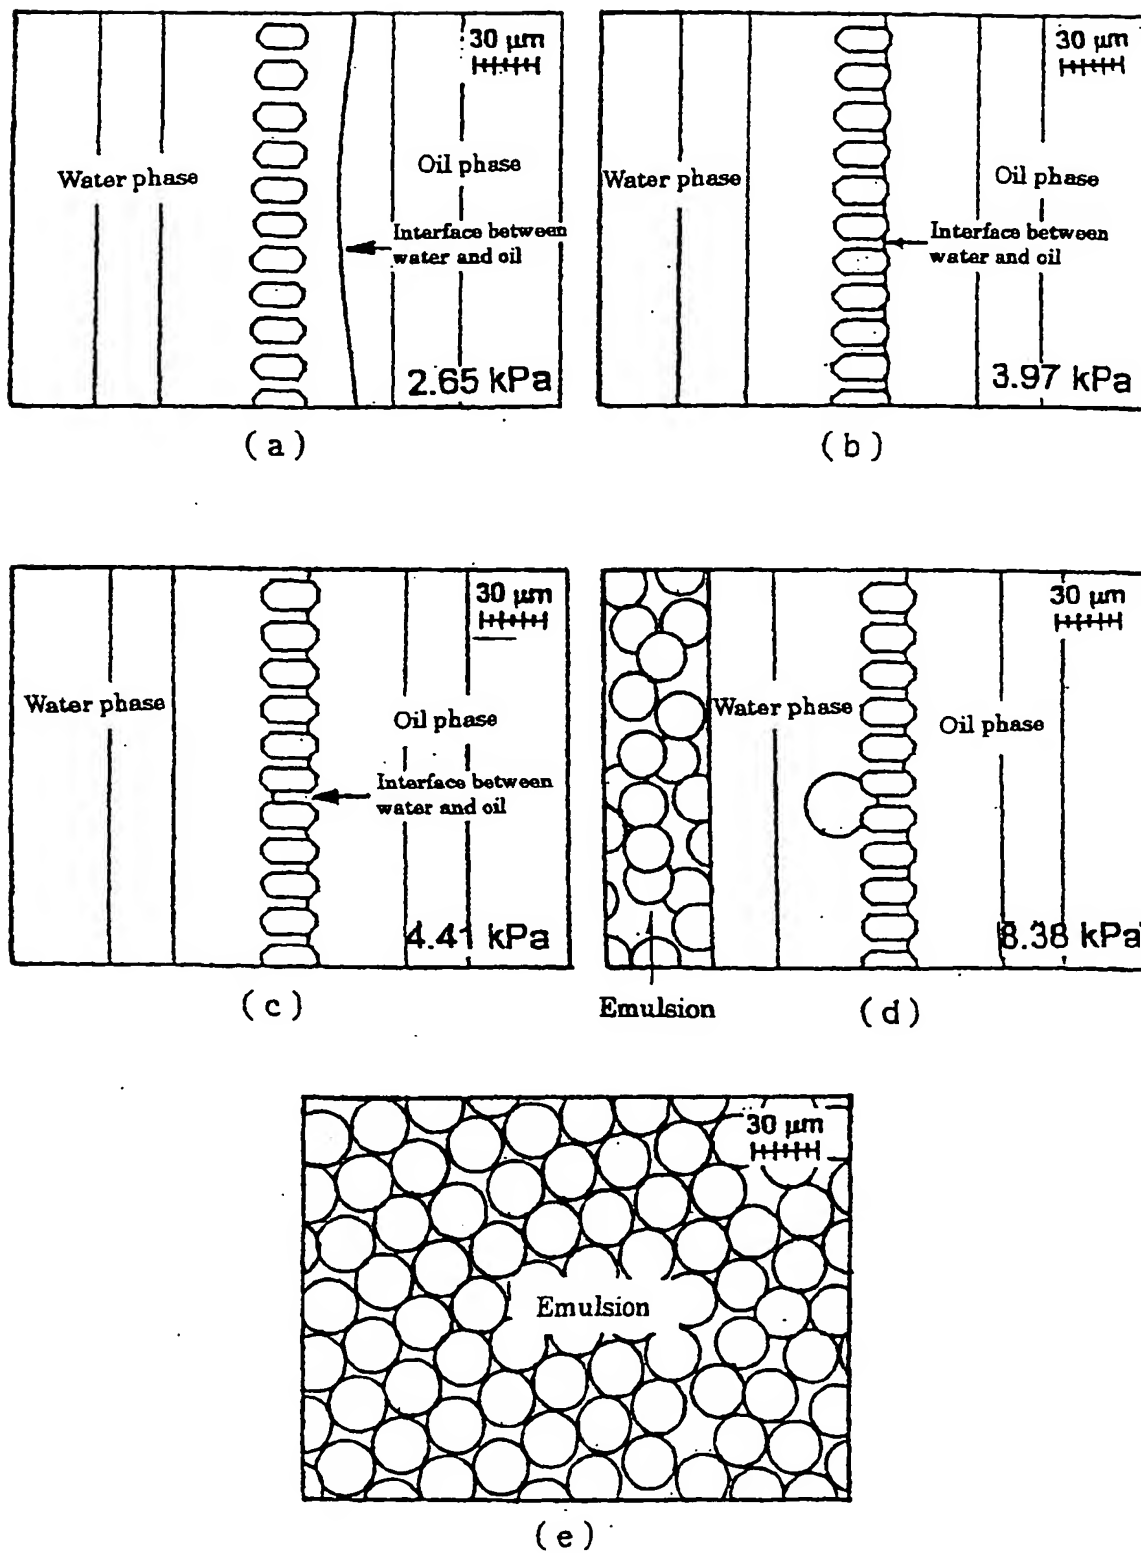 30 µm
Water phase
Oil phase
Interface between
water and oil
2.65 kPa
(a)
30 µm
Water phase
Oil phase
Interface between
water and oil
3.97 kPa
(b)
30 µm
Water phase
Oil phase
Interface between
water and oil
4.41 kPa
(c)
30 µm
Water phase
Oil phase
8.38 kPa
Emulsion
(d)
30 µm
Emulsion
(e)